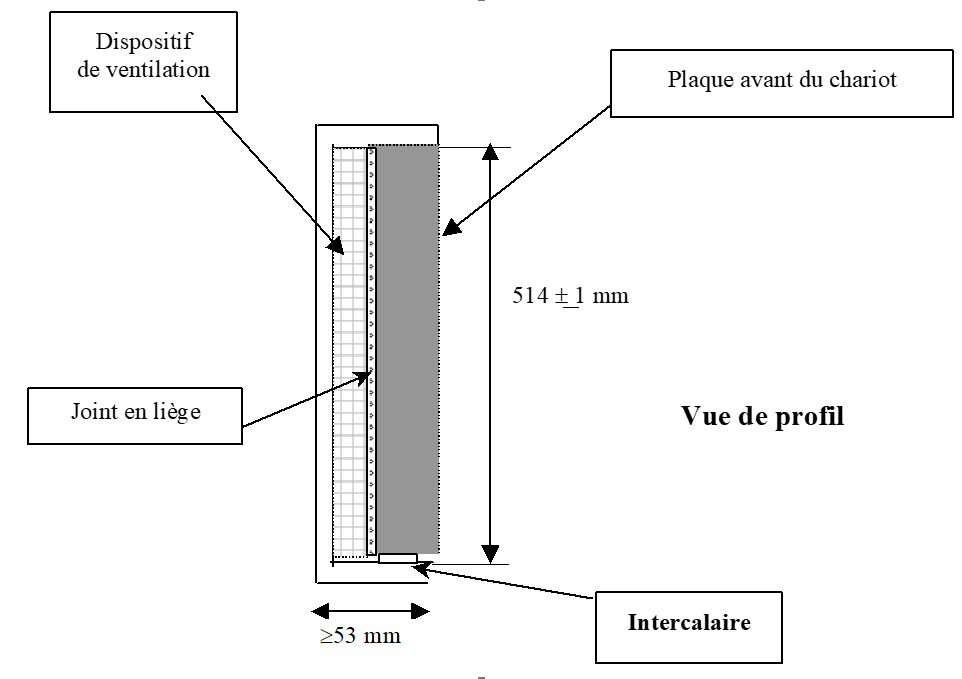 Dispositif
de ventilation
Plaque avant du chariot
514 ± 1 mm
Joint en liège
Vue de profil
Intercalaire
≥53 mm